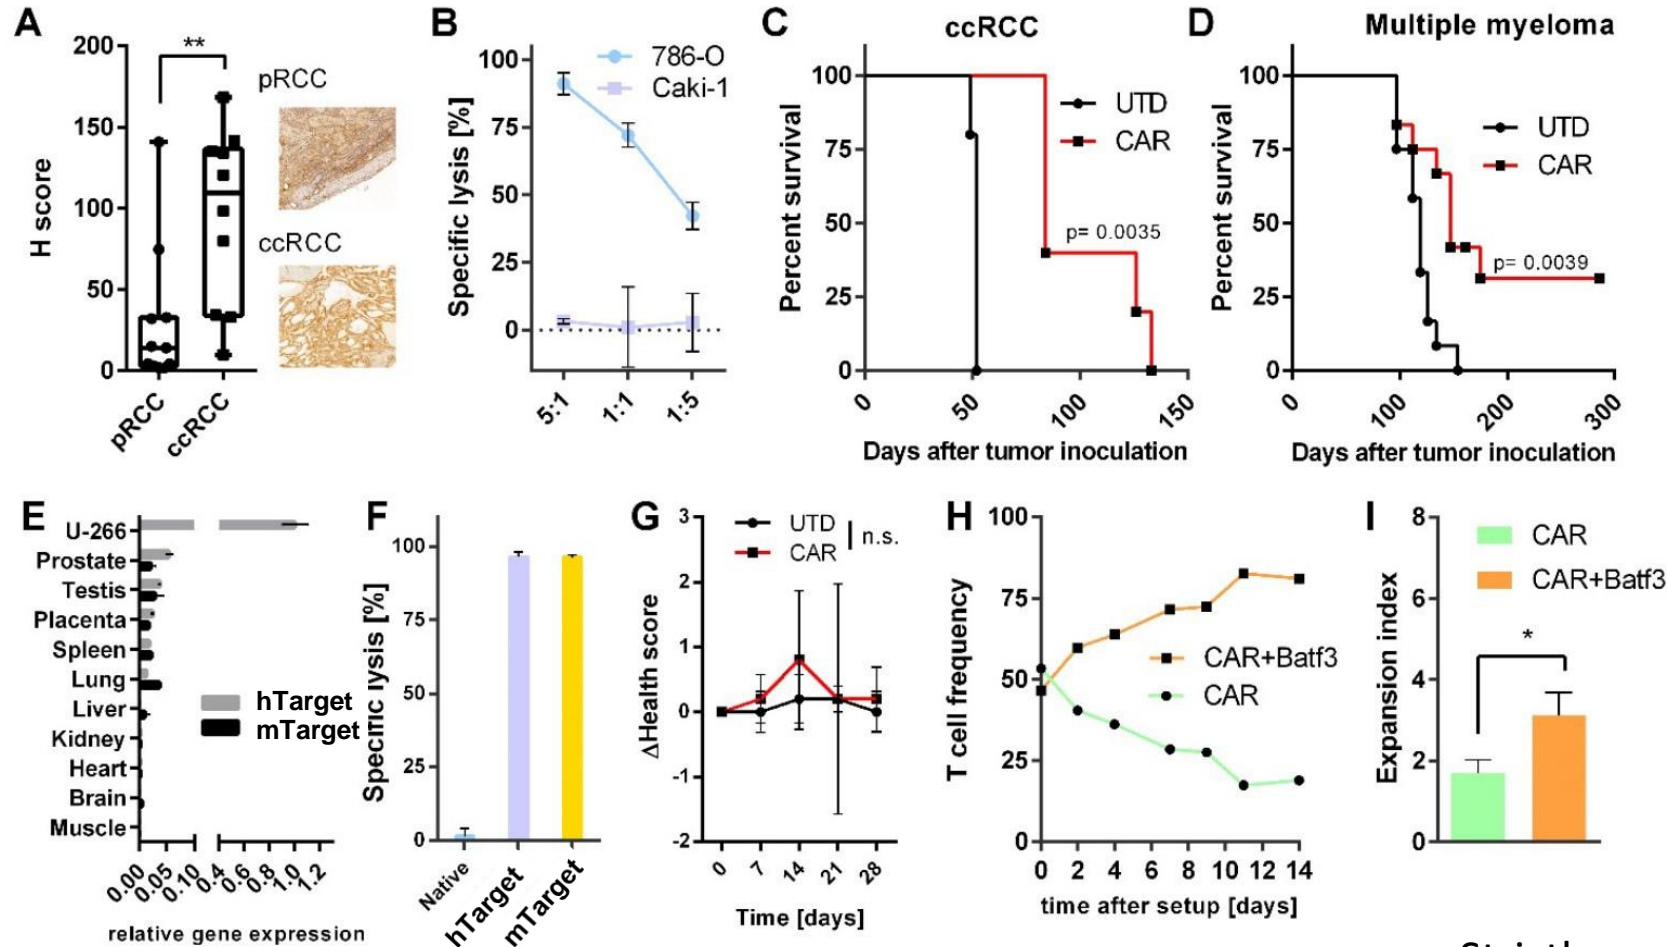 A
200
150
100
50
0
H score
**
pRCC
ccRCC
pRCC
ccRCC
B
100
75
50
25
0
Specific lysis [%]
786-O
Caki-1
5:1
1:1
1:5
C
ccRCC
100
75
50
25
0
Percent survival
UTD
CAR
p= 0.0035
0
50
100
150
Days after tumor inoculation
D
Multiple myeloma
100
75
50
25
0
Percent survival
UTD
CAR
p= 0.0039
0
100
200
300
Days after tumor inoculation
E
U-266
Prostate
Testis
Placenta
Spleen
Lung
Liver
Kidney
Heart
Brain
Muscle
hTarget
mTarget
0.00
0.05
0.10
0.4
0.6
0.8
1.0
1.2
relative gene expression
F
100
75
50
25
0
Specific lysis [%]
Native
hTarget
mTarget
G
3
2
1
0
-1
-2
ΔHealth score
UTD
CAR
n.s.
0
7
14
21
28
Time [days]
H
100
75
50
25
0
T cell frequency
CAR+Batf3
CAR
0 2 4 6 8 10 12 14
time after setup [days]
I
8
6
4
2
0
Expansion index
CAR
CAR+Batf3
*